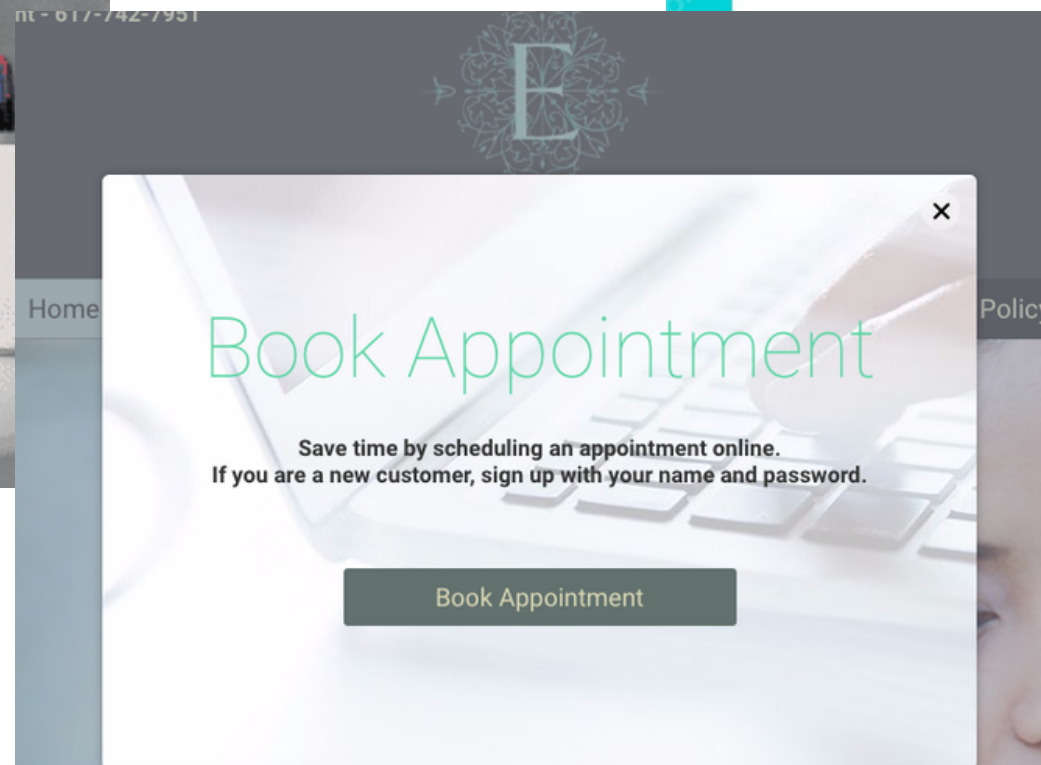 nt - 617-742-7951
E
Home
Policy
Book Appointment
Save time by scheduling an appointment online.
If you are a new customer, sign up with your name and password.
Book Appointment